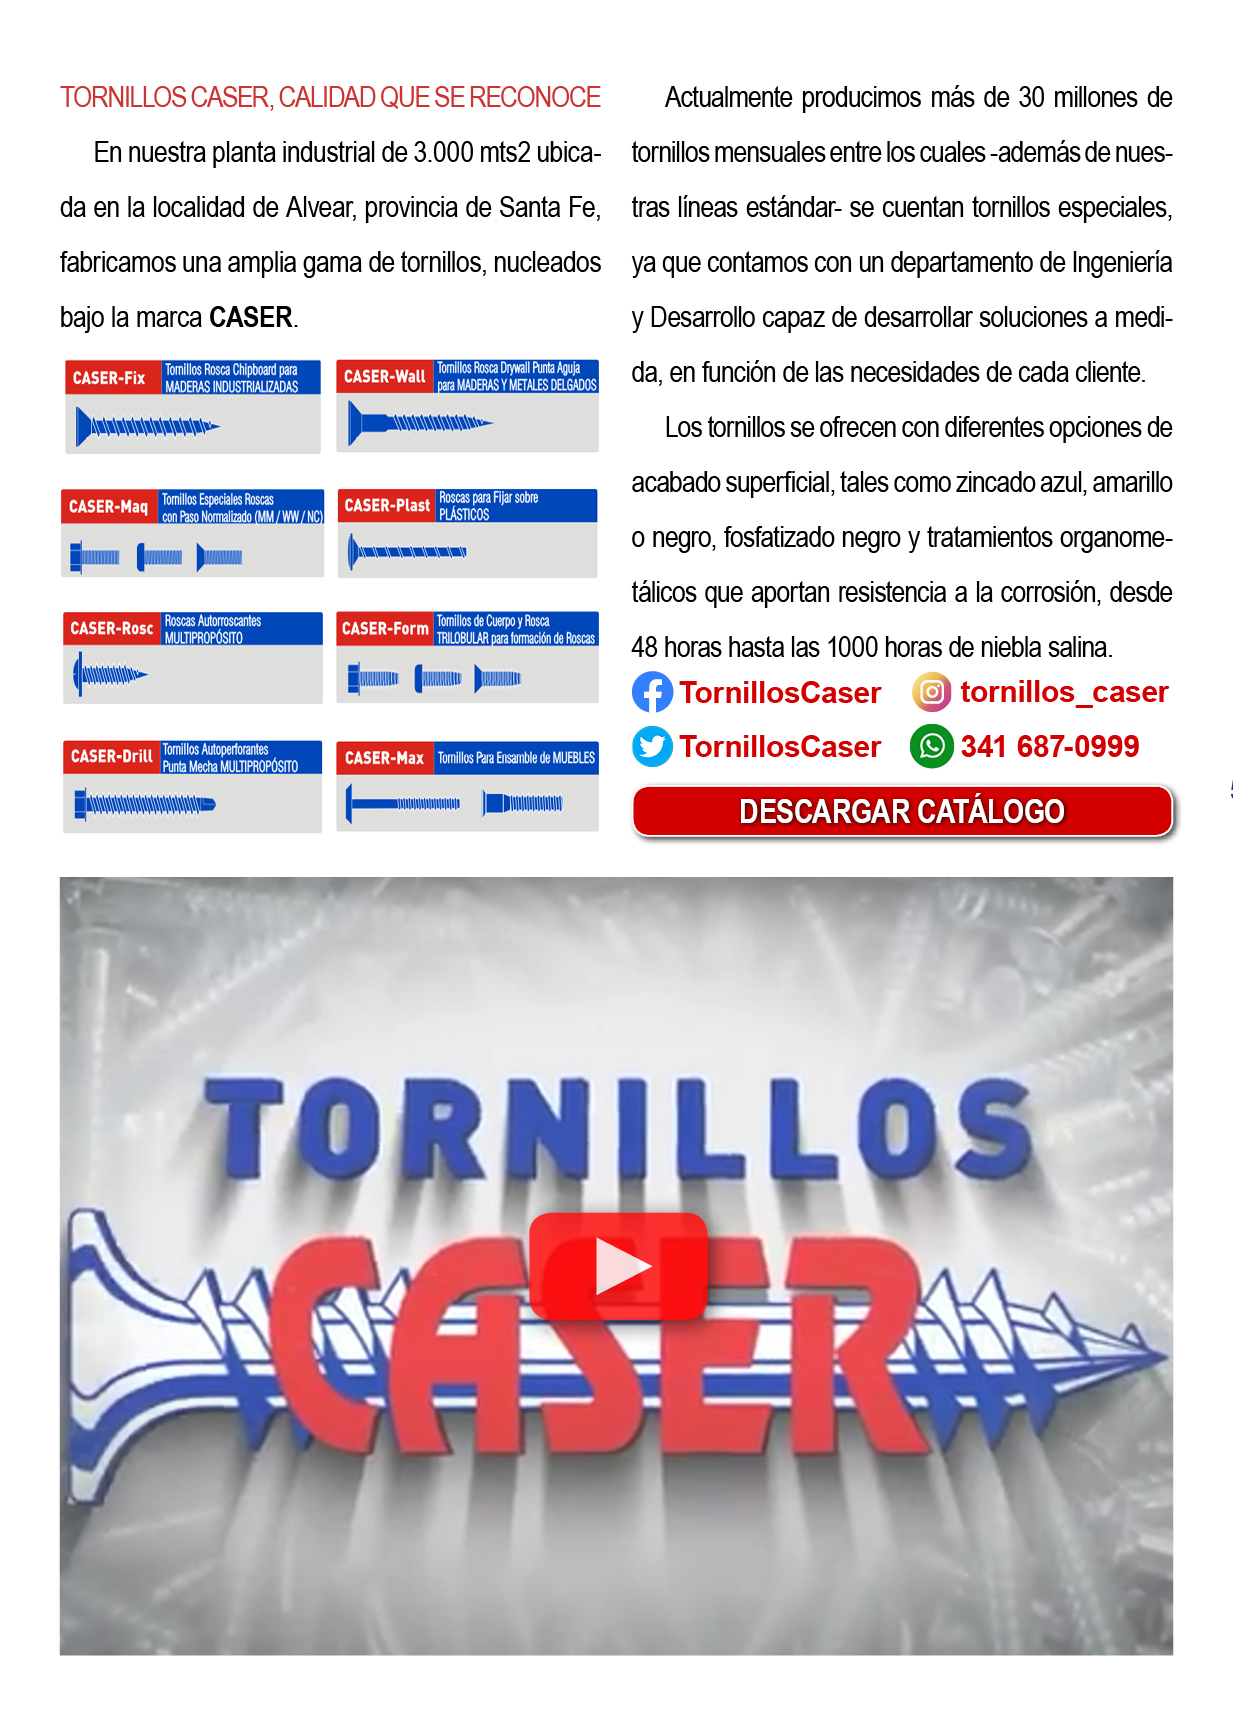 TORNILLOS CASER, CALIDAD QUE SE RECONOCE
En nuestra planta industrial de 3.000 mts2 ubica-
da en la localidad de Alvear, provincia de Santa Fe,
fabricamos una amplia gama de tornillos, nucleados
bajo la marca CASER.
CASER-Fix
Tornillos Rosca Chipboard para
MADERAS INDUSTRIALIZADAS
CASER-Wall
Tornillos Rosca Drywall Punta Aguja
para MADERAS Y METALES DELGADOS
CASER-Maq
Tornillos Especiales Roscas
con Paso Normalizado (MM / WW / NC)
CASER-Plast
Roscas para Fijar sobre
PLÁSTICOS
CASER-Rosc
Roscas Autorroscantes
MULTIPROPÓSITO
CASER-Form
Tornillos de Cuerpo y Rosca
TRILOBULAR para formación de Roscas
CASER-Drill
Tornillos Autoperforantes
Punta Mecha MULTIPROPÓSITO
CASER-Max
Tornillos Para Ensamble de MUEBLES
Actualmente producimos más de 30 millones de
tornillos mensuales entre los cuales -además de nues-
tras líneas estándar- se cuentan tornillos especiales,
ya que contamos con un departamento de Ingeniería
y Desarrollo capaz de desarrollar soluciones a medi-
da, en función de las necesidades de cada cliente.
Los tornillos se ofrecen con diferentes opciones de
acabado superficial, tales como zincado azul, amarillo
o negro, fosfatizado negro y tratamientos organome-
tálicos que aportan resistencia a la corrosión, desde
48 horas hasta las 1000 horas de niebla salina.
TornillosCaser
tornillos_caser
TornillosCaser
341 687-0999
DESCARGAR CATÁLOGO
TORNILLOS
CASER